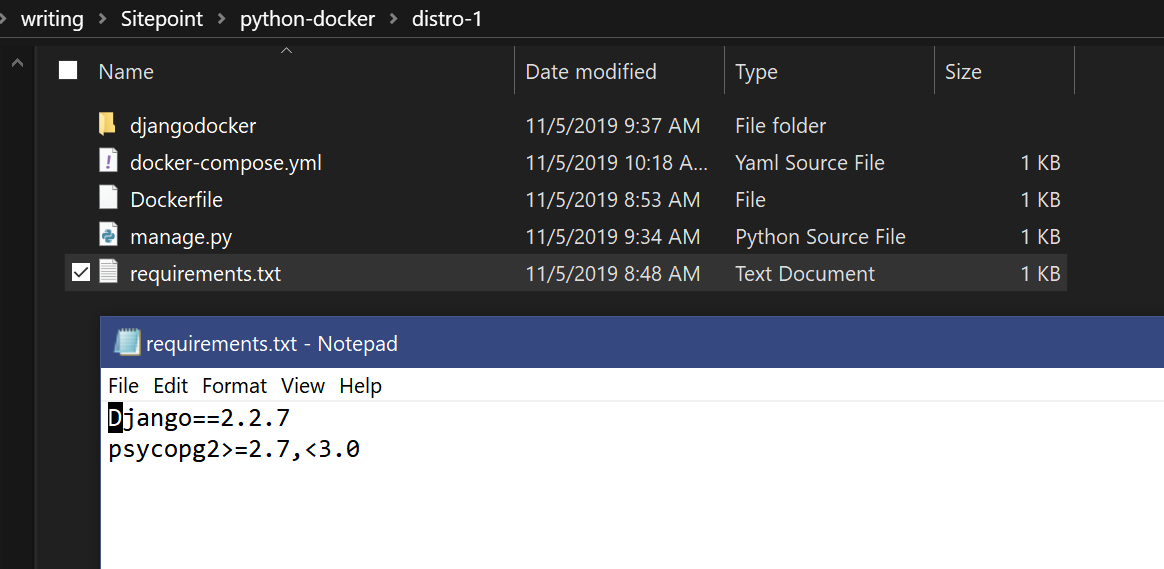 writing > Sitepoint > python-docker > distro-1
Name Date modified Type Size
djangodocker 11/5/2019 9:37 AM File folder
docker-compose.yml 11/5/2019 10:18 A... Yaml Source File 1 KB
Dockerfile 11/5/2019 8:53 AM File 1 KB
manage.py 11/5/2019 9:34 AM Python Source File 1 KB
requirements.txt 11/5/2019 8:48 AM Text Document 1 KB
requirements.txt - Notepad
File Edit Format View Help
Django==2.2.7
psycopg2>=2.7,<3.0